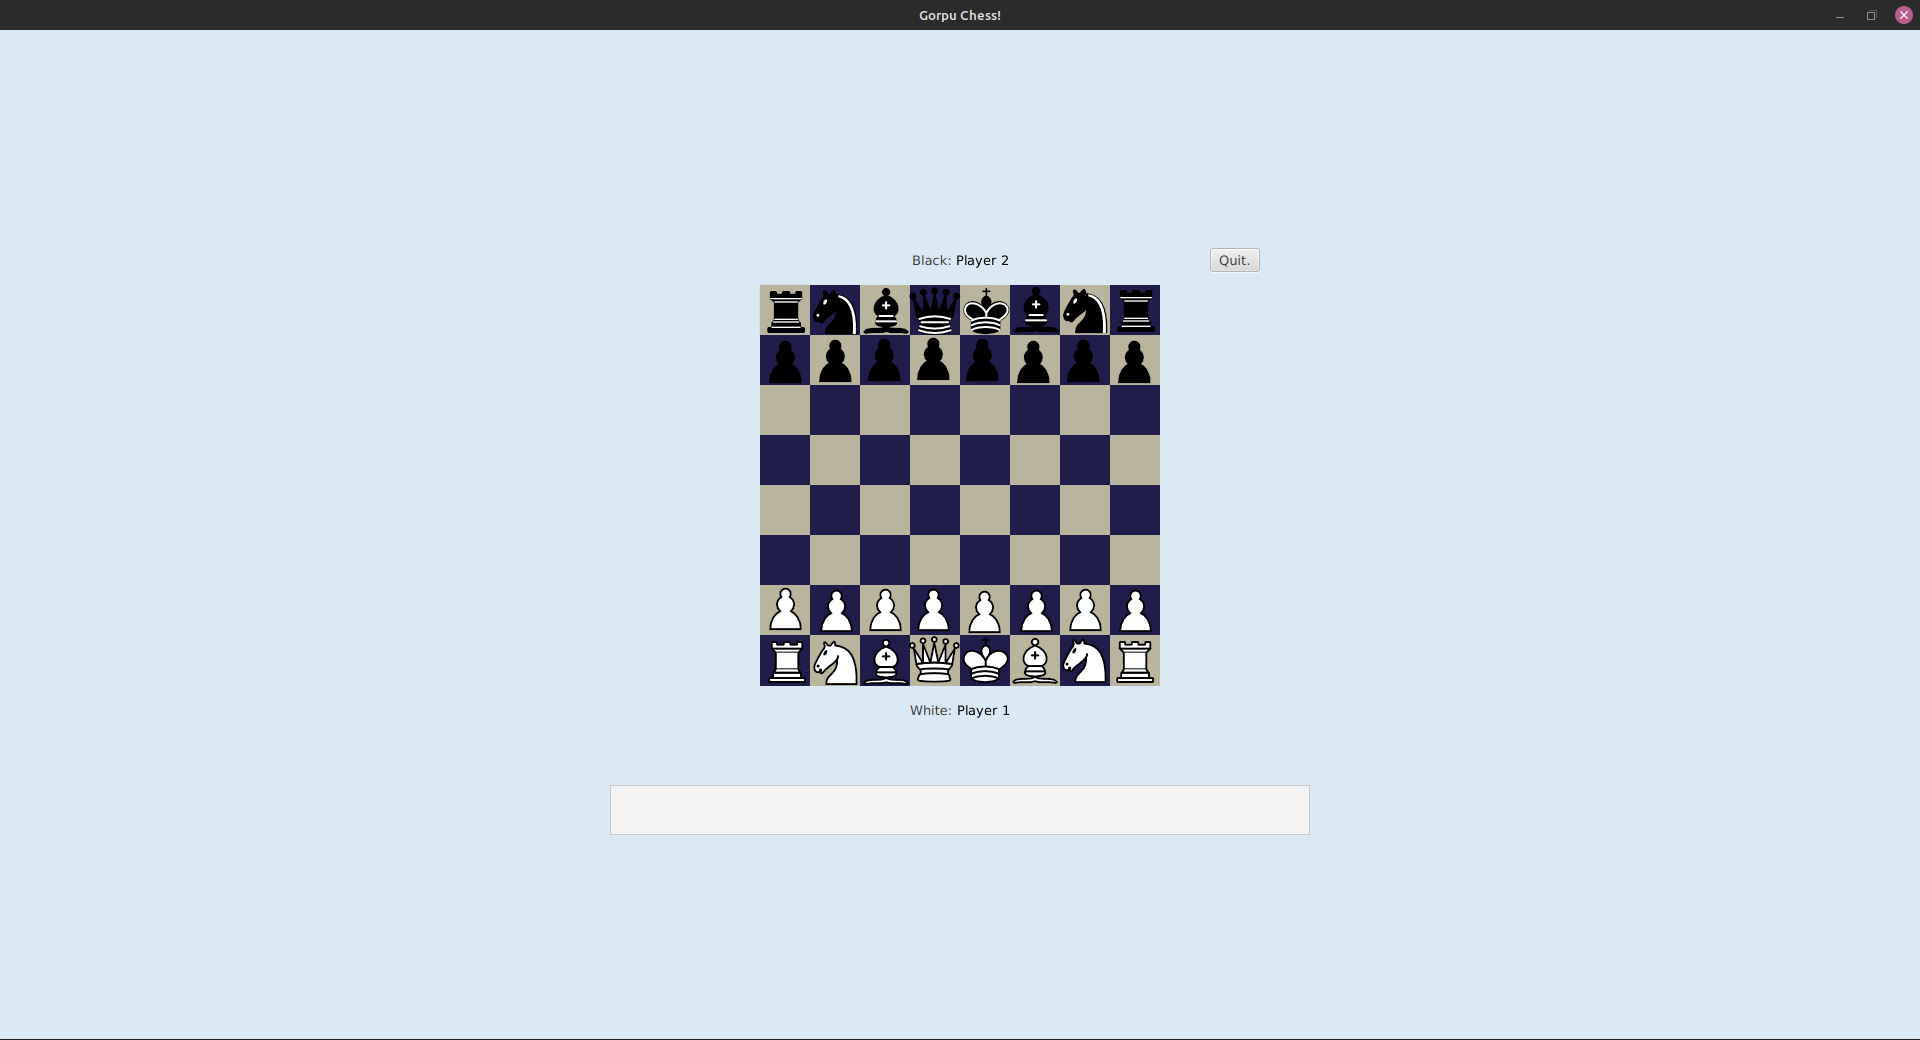 Gorpu Chess!
Black: Player 2
Quit.
White: Player 1